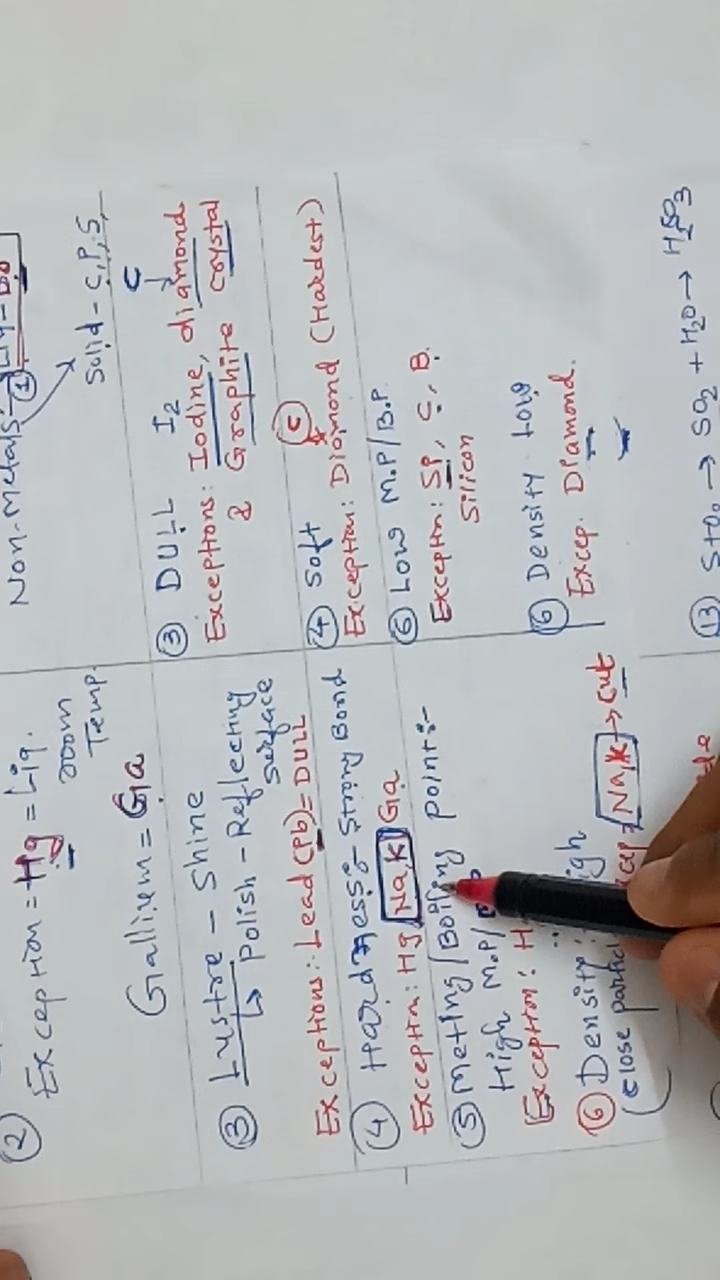 ② Exception = Hg = Liq.
room
Temp.
Gallium = Ga
③ Lustre - Shine
↳ Polish - Reflecting
surface
Exceptions: Lead (Pb) = DULL
④ Hardness:- Strong Bond
Exception: Hg, Na, K, Ga
⑤ Melting/Boiling point:-
High M.P/
Exception: H
⑥ Density:
Na, K → cut
(close partic
Non-metals - ①
Solid - C, P, S, -
③ DULL I₂ C
Exceptions: Iodine, diamond
& Graphite crystal
④ Soft C
Exception: Diamond (Hardest)
⑤ Low M.P/B.P.
Exceptn: Si, C, B.
Silicon
⑥ Density Low
Excep. Diamond.
⑬ → SO₂ + H₂O → H₂SO₃